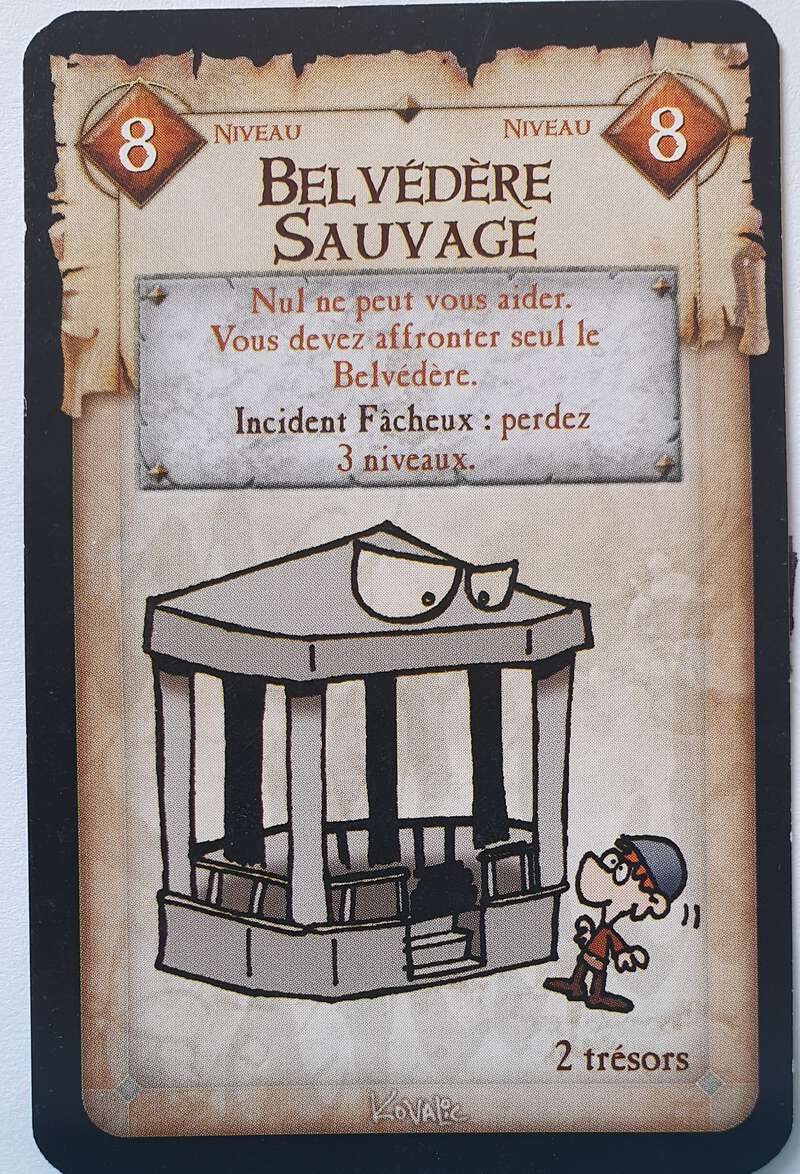 8 NIVEAU NIVEAU 8
BELVÉDÈRE
SAUVAGE
Nul ne peut vous aider.
Vous devez affronter seul le
Belvédère.
Incident Fâcheux : perdez
3 niveaux.
2 trésors
KOVALIC